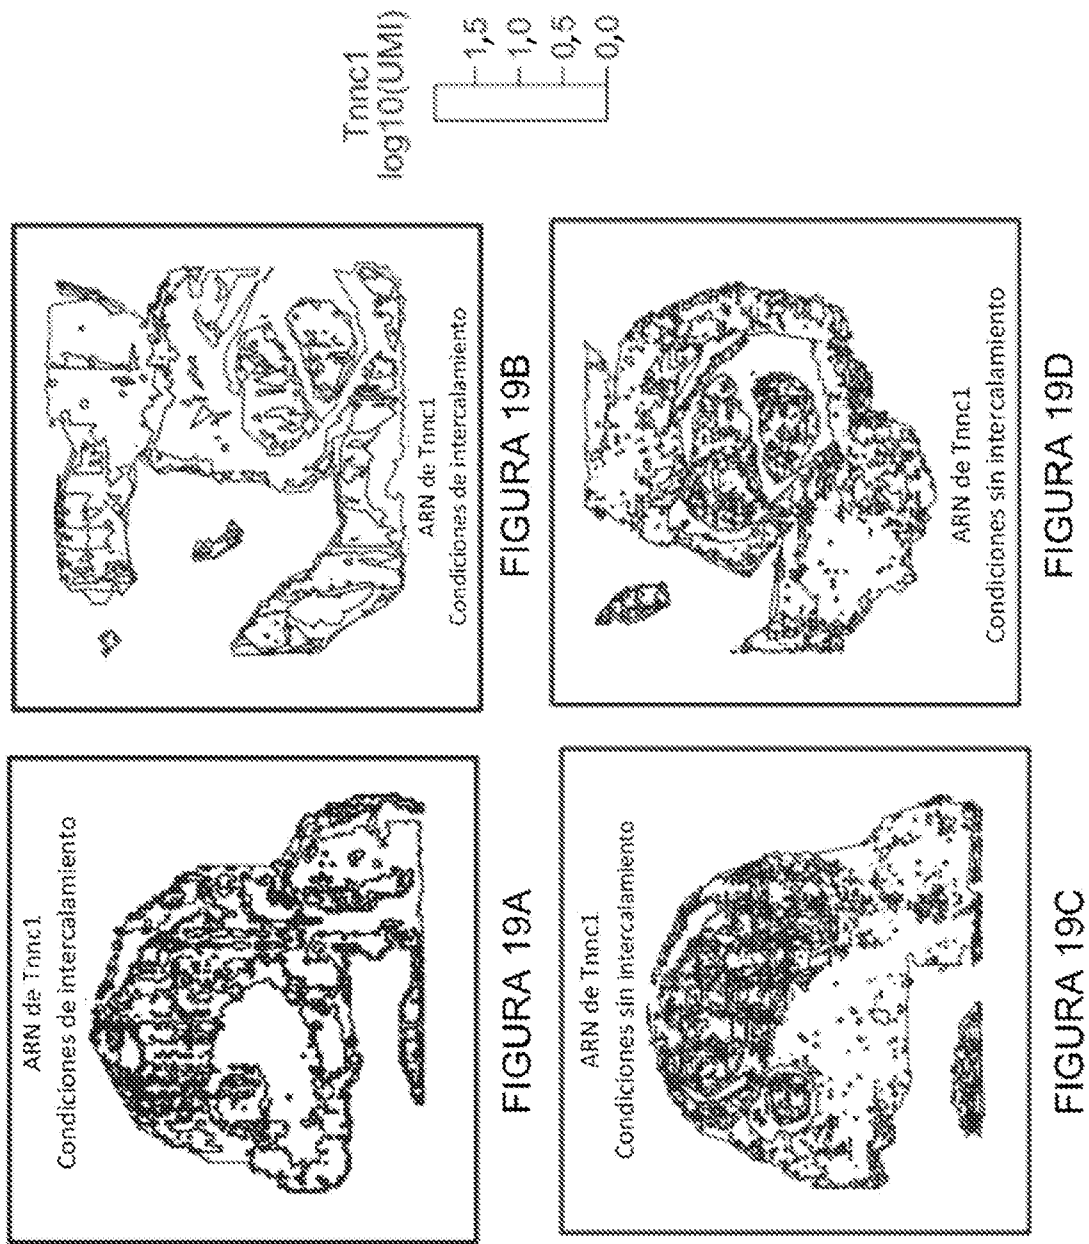 ARN de Tnnc1
Condiciones de intercalamiento
FIGURA 19A
ARN de Tnnc1
Condiciones de intercalamiento
FIGURA 19B
Tnnc1
log10(UMI)
1,5
1,0
0,5
0,0
ARN de Tnnc1
Condiciones sin intercalamiento
FIGURA 19C
ARN de Tnnc1
Condiciones sin intercalamiento
FIGURA 19D